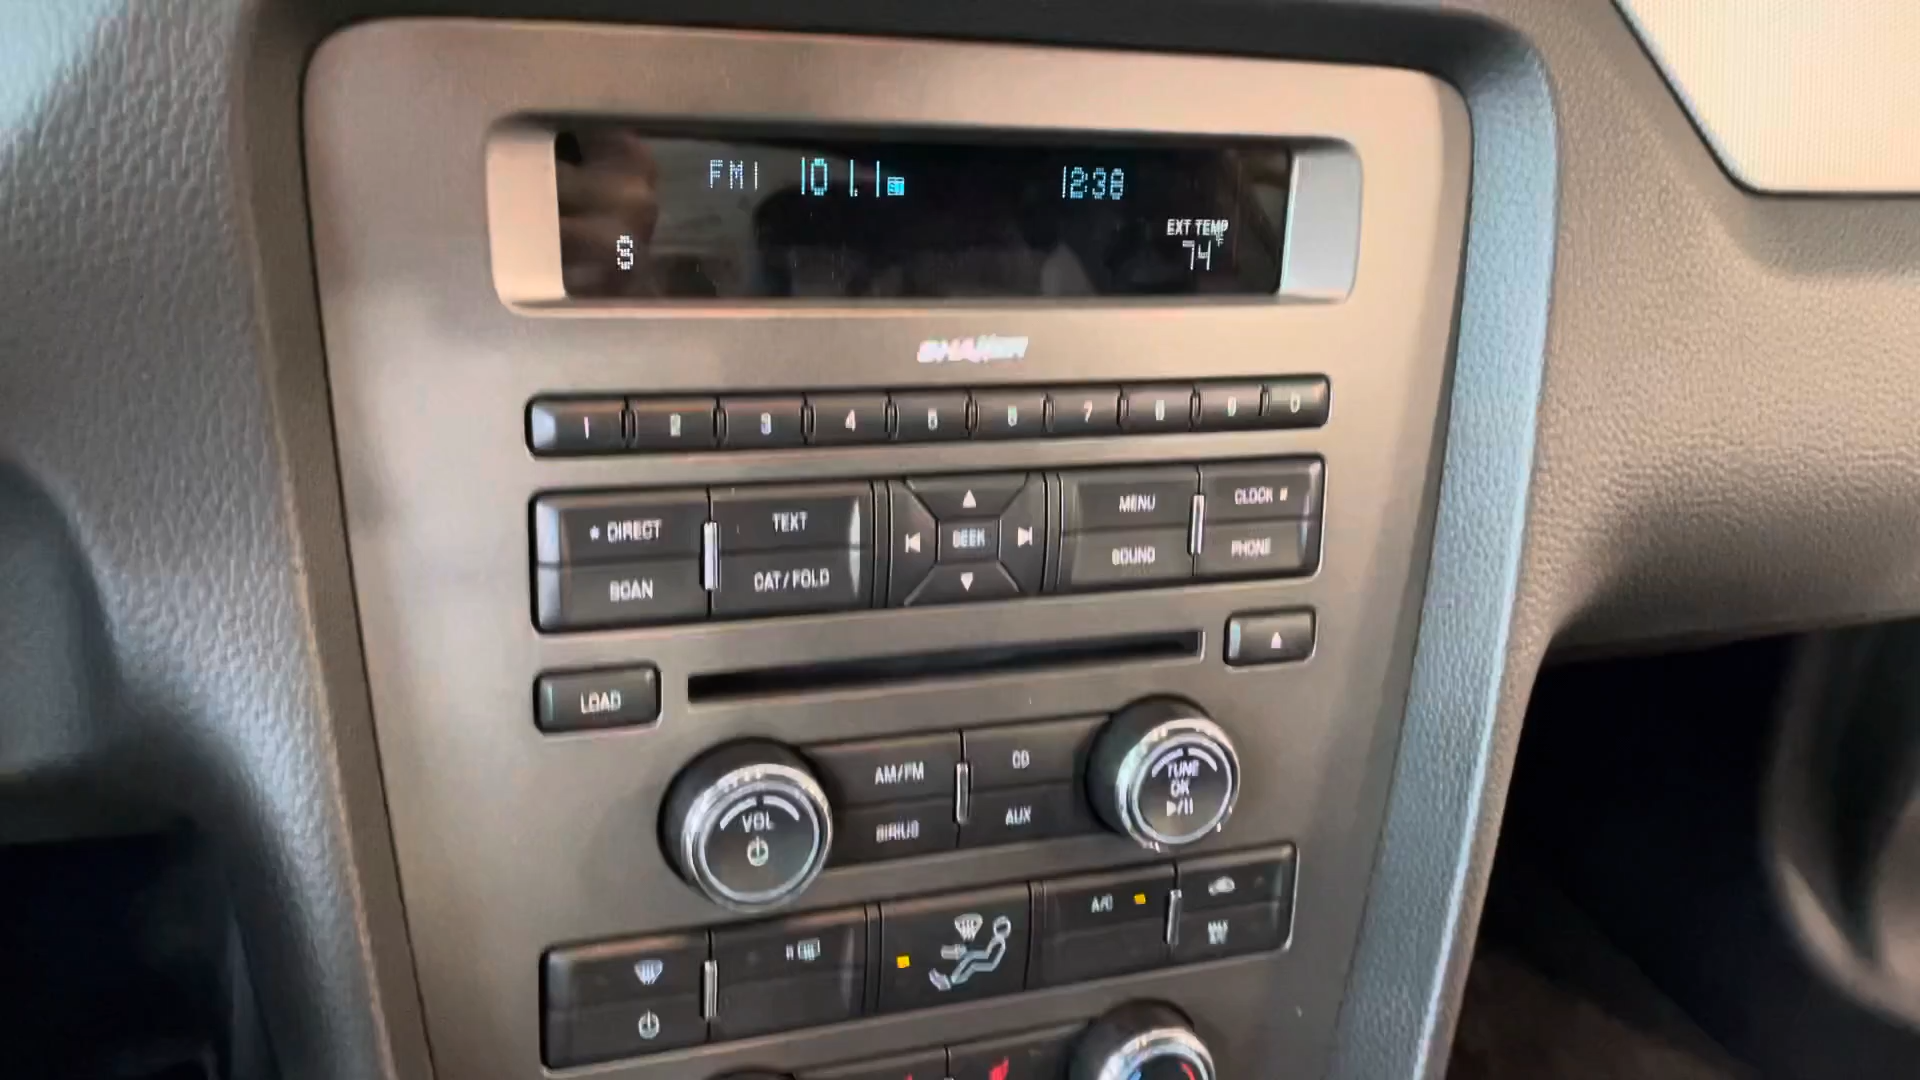 FM1 101.1 ST 12:38
EXT TEMP
S 74°F
SHAKER
1 2 3 4 5 6 7 8 9 0
* DIRECT TEXT MENU CLOCK #
SEEK
SCAN CAT/FOLD SOUND PHONE
LOAD
AM/FM CD TUNE
OK
VOL SIRIUS AUX
A/C
R